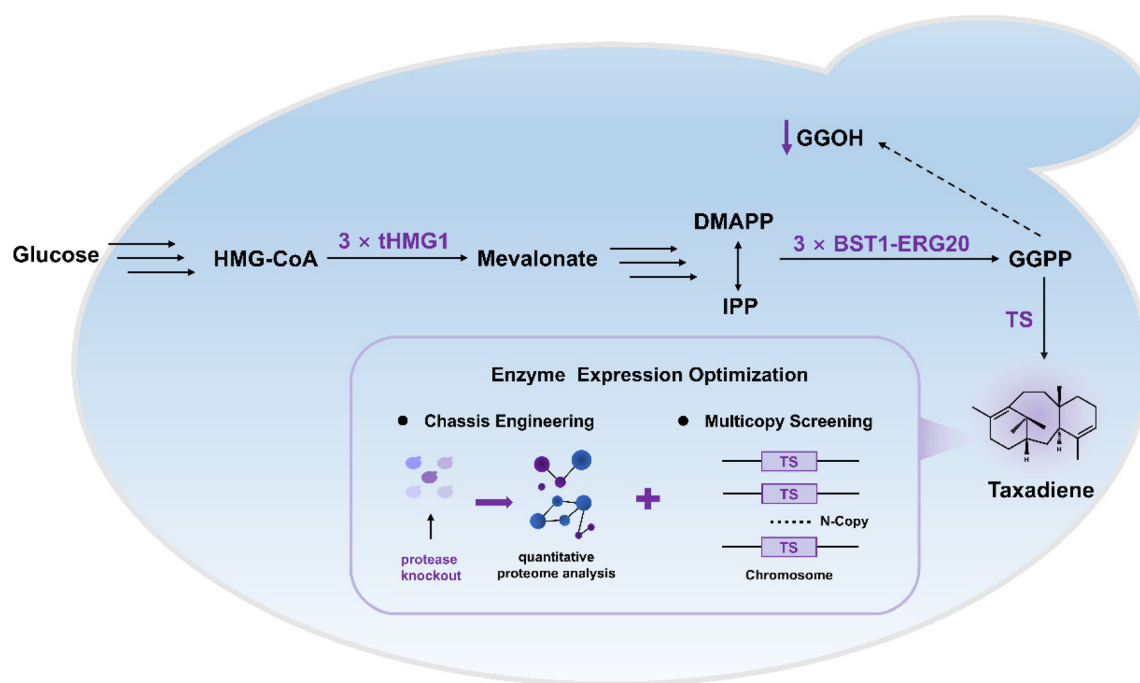 GGOH
DMAPP
Glucose
HMG-CoA
3 × tHMG1
Mevalonate
3 × BST1-ERG20
GGPP
IPP
TS
Enzyme Expression Optimization
Chassis Engineering
Multicopy Screening
TS
TS
N-Copy
TS
protease
knockout
quantitative
proteome analysis
Chromosome
H
H
Taxadiene